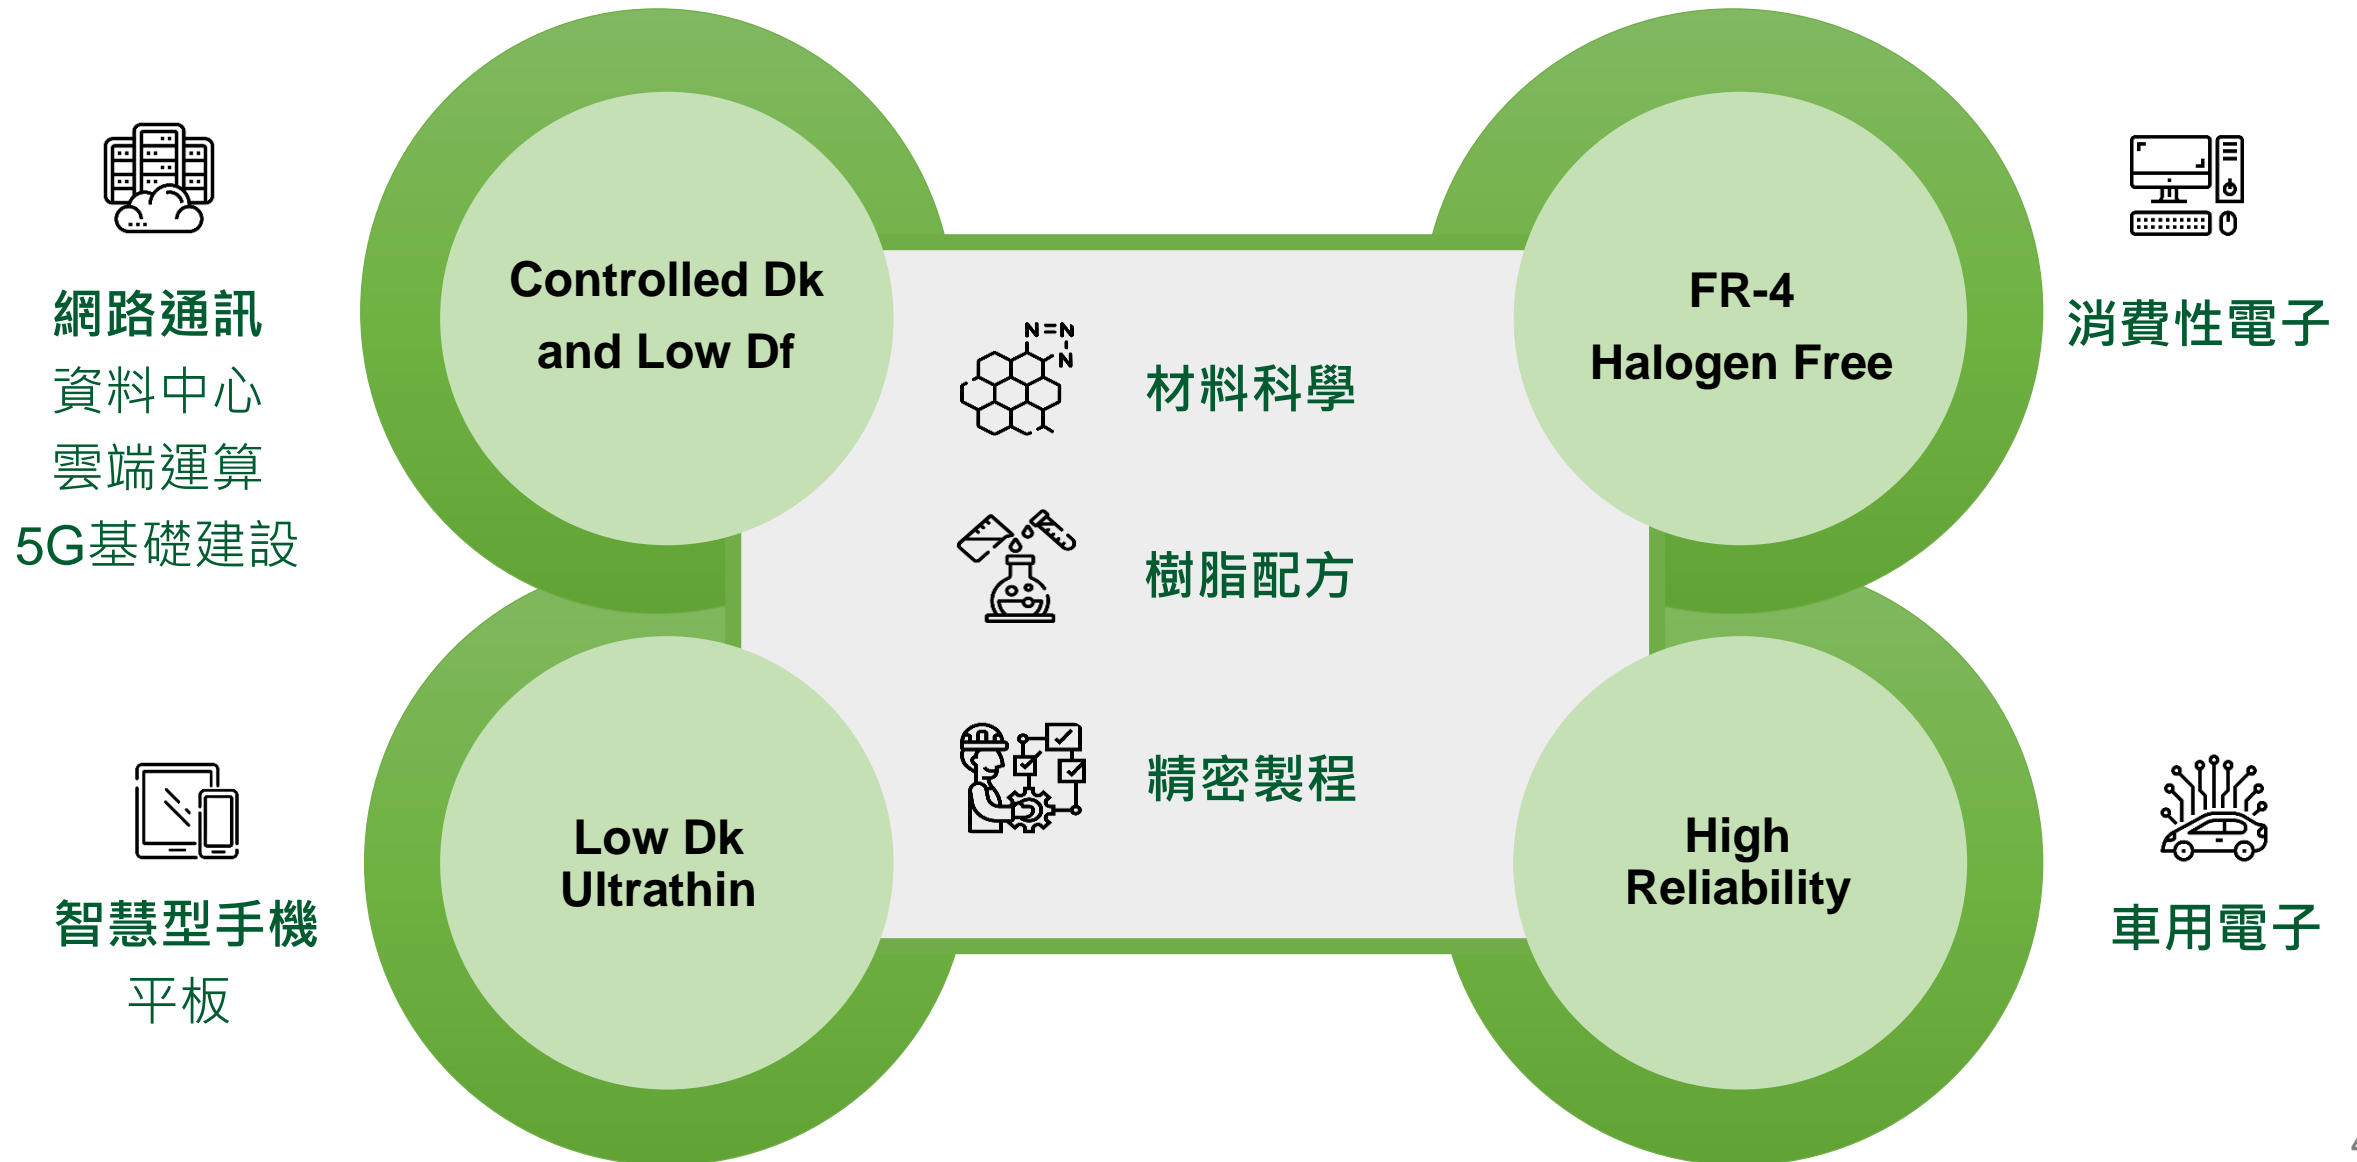 網路通訊
資料中心
雲端運算
5G基礎建設
Controlled Dk
and Low Df
N=N
N
材料科學
樹脂配方
精密製程
FR-4
Halogen Free
消費性電子
智慧型手機
平板
Low Dk
Ultrathin
High
Reliability
車用電子